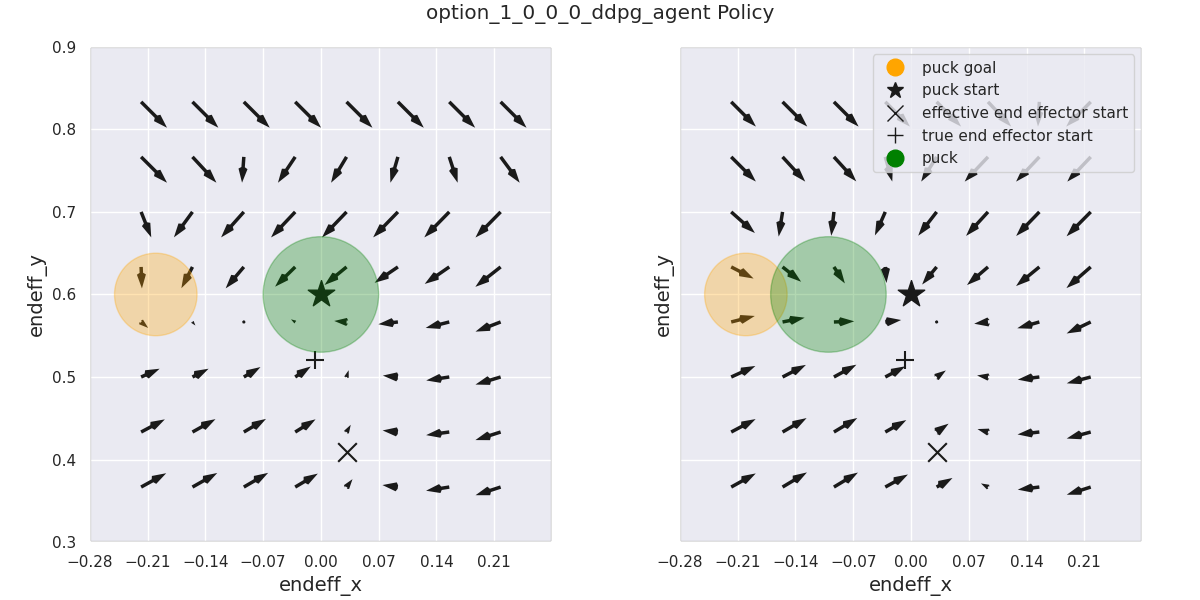 option_1_0_0_0_ddpg_agent Policy
0.9
0.8
0.7
0.6
0.5
0.4
0.3
endeff_y
−0.28 −0.21 −0.14 −0.07 0.00 0.07 0.14 0.21
endeff_x
puck goal
puck start
effective end effector start
true end effector start
puck
endeff_y
−0.28 −0.21 −0.14 −0.07 0.00 0.07 0.14 0.21
endeff_x